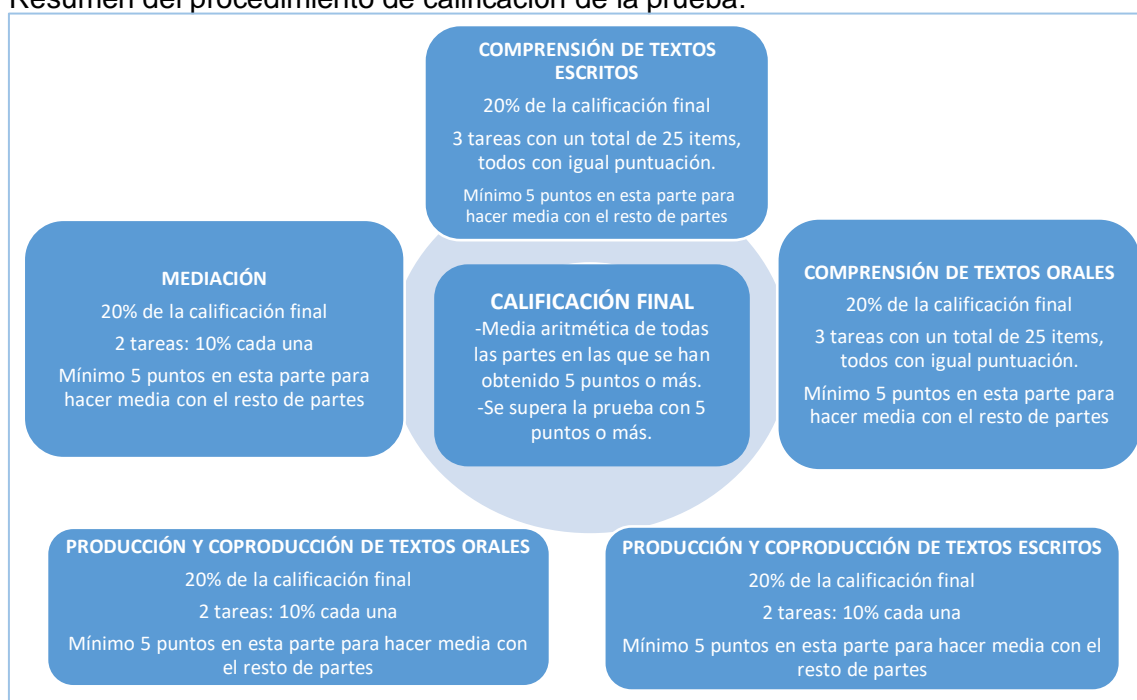 Resumen del procedimiento de calificación de la prueba:
COMPRENSIÓN DE TEXTOS
ESCRITOS
20% de la calificación final
3 tareas con un total de 25 items,
todos con igual puntuación.
Mínimo 5 puntos en esta parte para
hacer media con el resto de partes
MEDIACIÓN
20% de la calificación final
2 tareas: 10% cada una
Mínimo 5 puntos en esta parte para
hacer media con el resto de partes
CALIFICACIÓN FINAL
-Media aritmética de todas
las partes en las que se han
obtenido 5 puntos o más.
-Se supera la prueba con 5
puntos o más.
COMPRENSIÓN DE TEXTOS ORALES
20% de la calificación final
3 tareas con un total de 25 items,
todos con igual puntuación.
Mínimo 5 puntos en esta parte para
hacer media con el resto de partes
PRODUCCIÓN Y COPRODUCCIÓN DE TEXTOS ORALES
20% de la calificación final
2 tareas: 10% cada una
Mínimo 5 puntos en esta parte para hacer media con
el resto de partes
PRODUCCIÓN Y COPRODUCCIÓN DE TEXTOS ESCRITOS
20% de la calificación final
2 tareas: 10% cada una
Mínimo 5 puntos en esta parte para hacer media con el
resto de partes